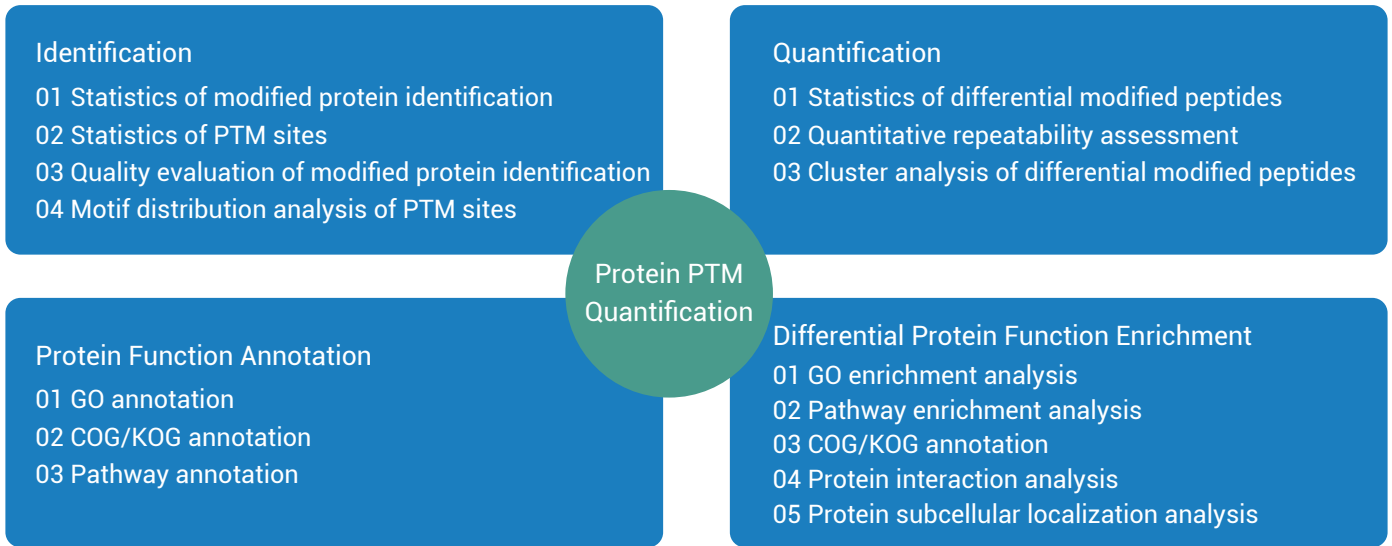 Identification
01 Statistics of modified protein identification
02 Statistics of PTM sites
03 Quality evaluation of modified protein identification
04 Motif distribution analysis of PTM sites
Quantification
01 Statistics of differential modified peptides
02 Quantitative repeatability assessment
03 Cluster analysis of differential modified peptides
Protein PTM
Quantification
Protein Function Annotation
01 GO annotation
02 COG/KOG annotation
03 Pathway annotation
Differential Protein Function Enrichment
01 GO enrichment analysis
02 Pathway enrichment analysis
03 COG/KOG annotation
04 Protein interaction analysis
05 Protein subcellular localization analysis